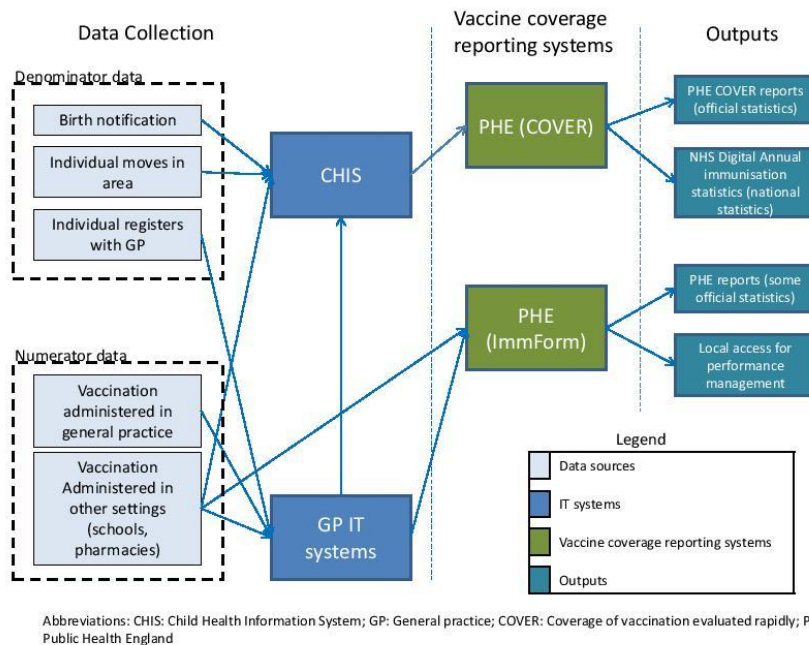 Data Collection
Vaccine coverage
reporting systems
Outputs
Denominator data
Birth notification
Individual moves in
area
Individual registers
with GP
CHIS
PHE (COVER)
PHE COVER reports
(official statistics)
NHS Digital Annual
immunisation
statistics (national
statistics)
Numerator data
Vaccination
administered in
general practice
Vaccination
Administered in
other settings
(schools,
pharmacies)
GP IT
systems
PHE
(ImmForm)
PHE reports (some
official statistics)
Local access for
performance
management
Legend
Data sources
IT systems
Vaccine coverage reporting systems
Outputs
Abbreviations: CHIS: Child Health Information System; GP: General practice; COVER: Coverage of vaccination evaluated rapidly;
Public Health England